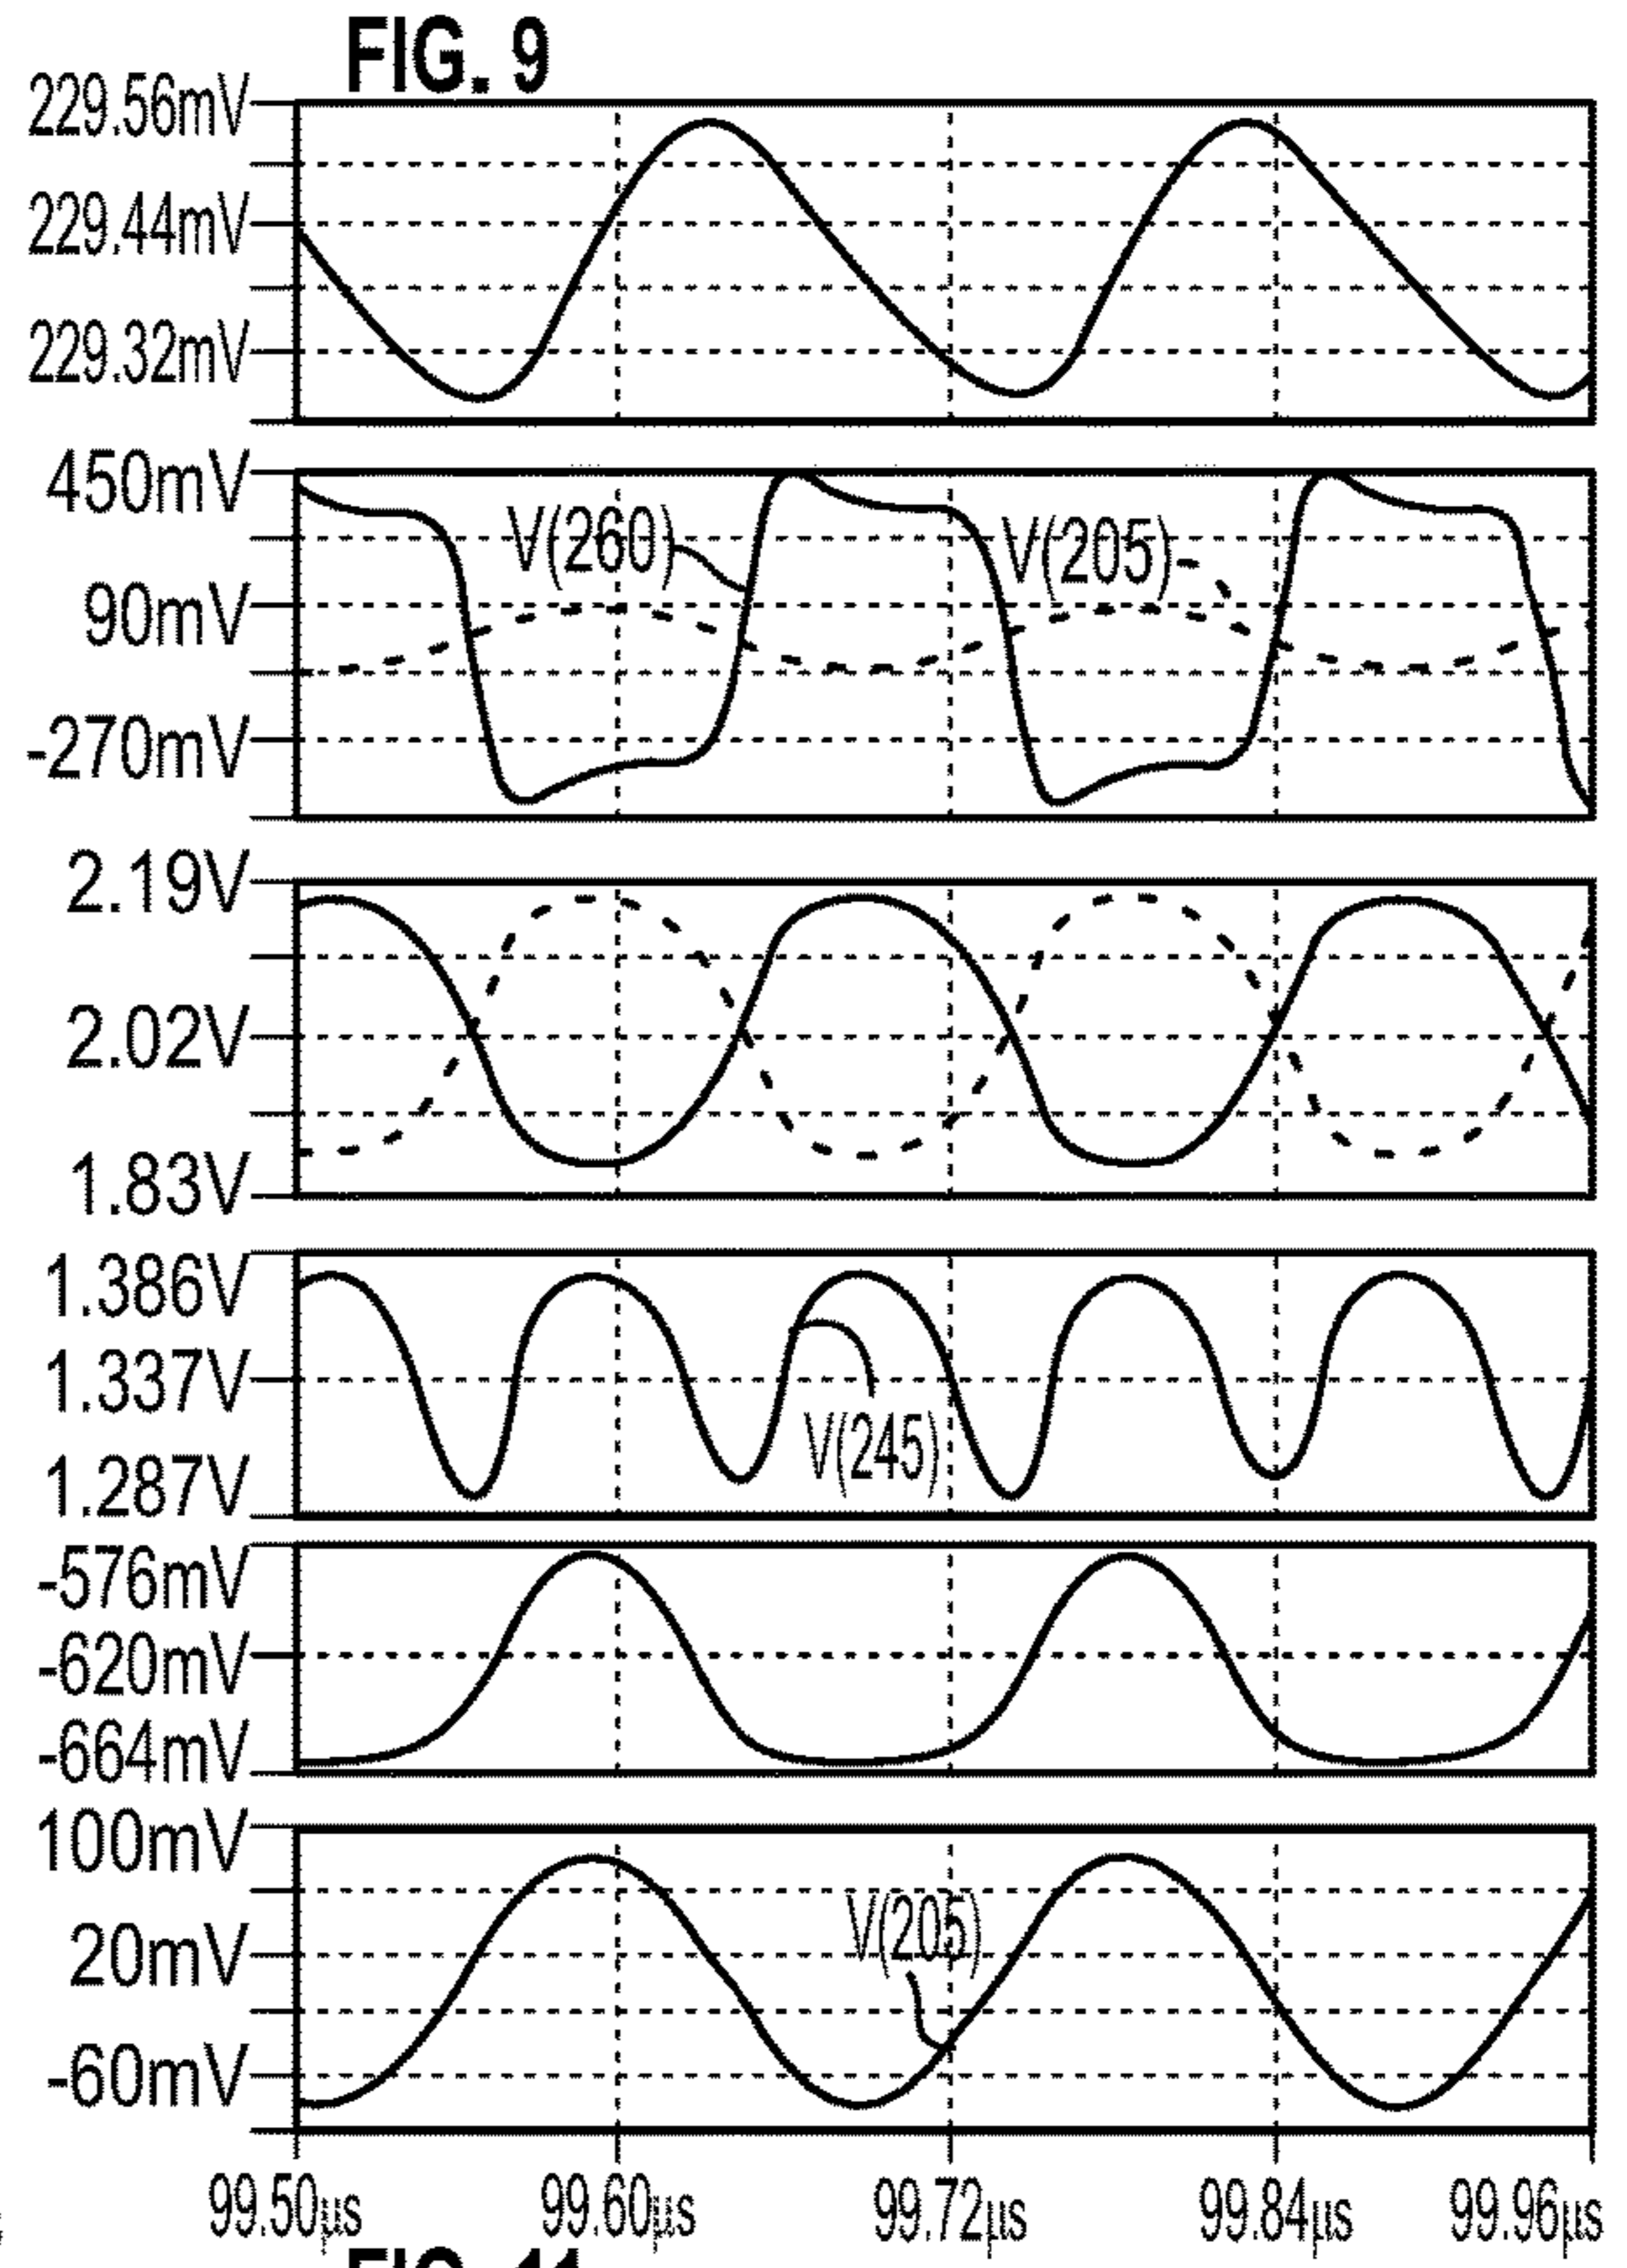 FIG. 9
229.56mV
229.44mV
229.32mV
450mV
V(260)
V(205)
90mV
-270mV
2.19V
2.02V
1.83V
1.386V
1.337V
V(245)
1.287V
-576mV
-620mV
-664mV
100mV
V(205)
20mV
-60mV
99.50µs 99.60µs 99.72µs 99.84µs 99.96µs
FIG. 11